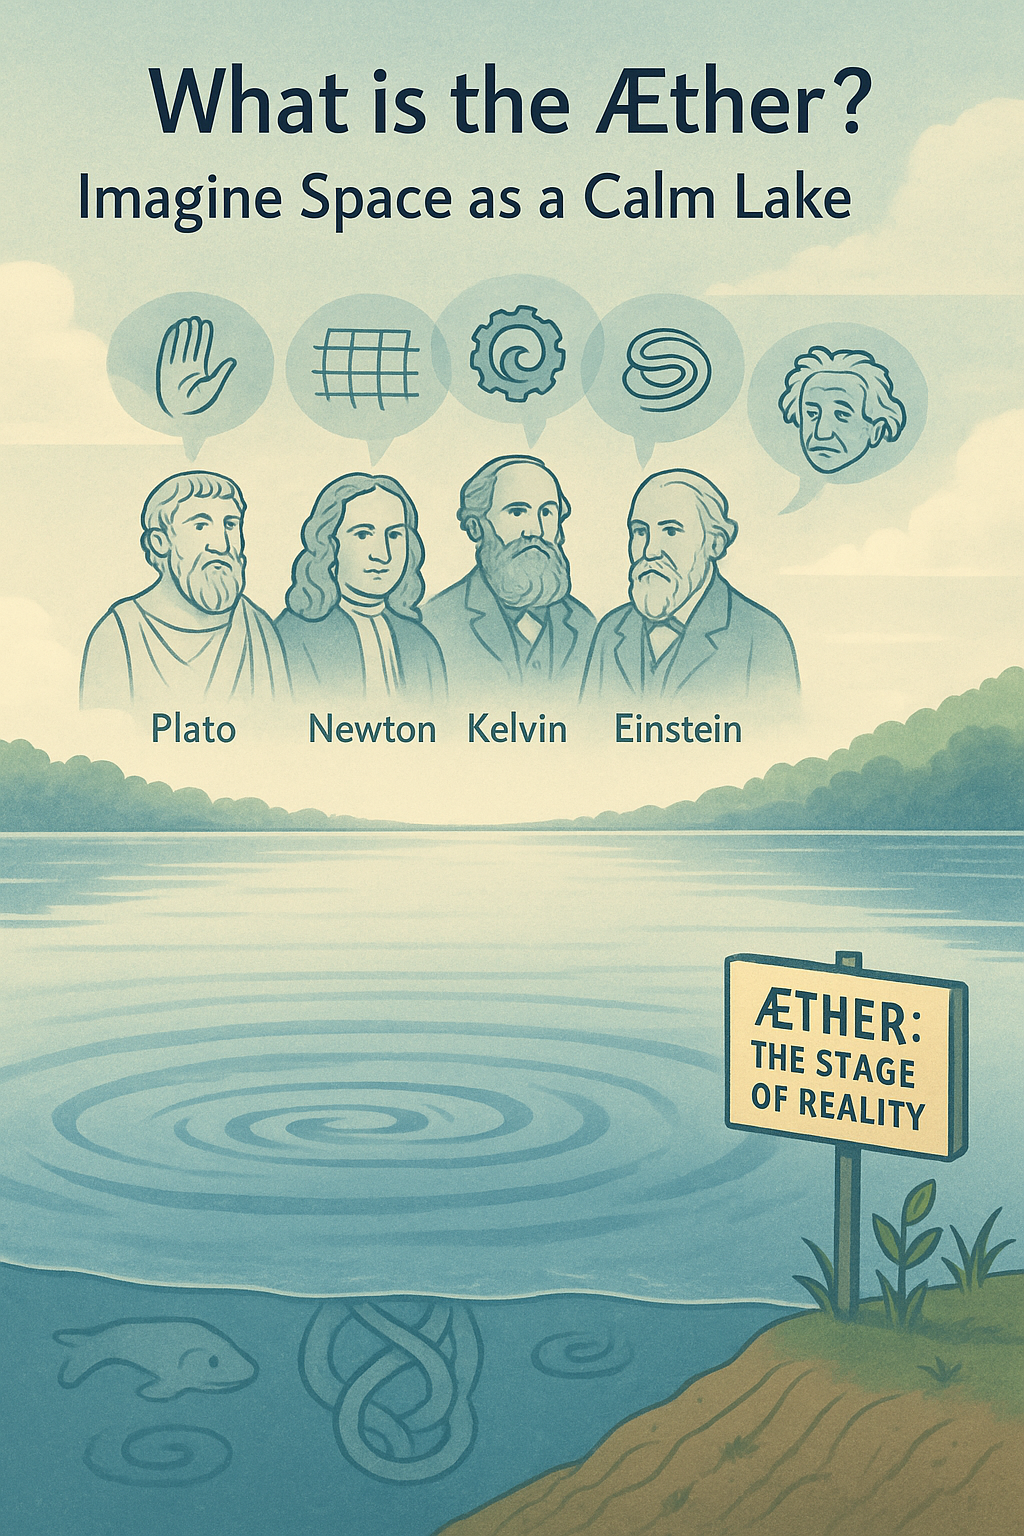 What is the Æther?
Imagine Space as a Calm Lake
Plato Newton Kelvin Einstein
ÆTHER:
THE STAGE
OF REALITY